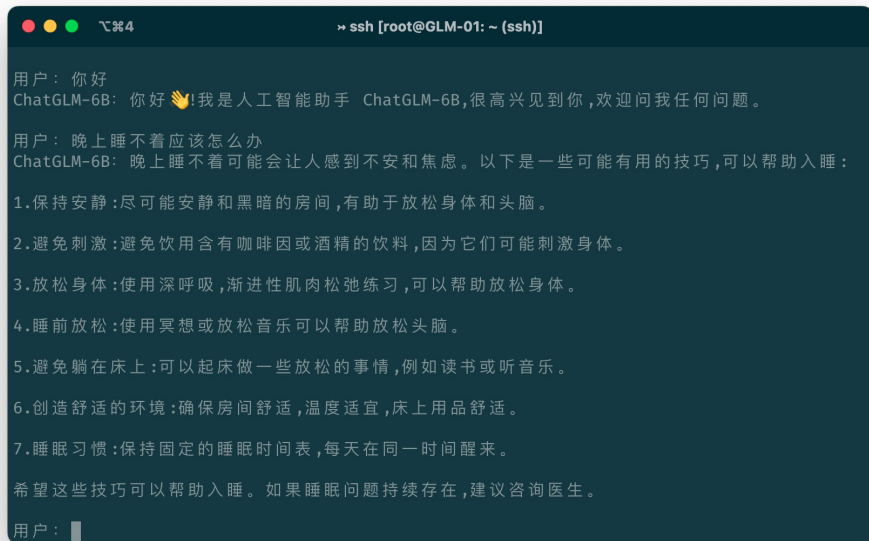 ⌥⌘4
ssh [root@GLM-01: ~ (ssh)]
用户: 你好
ChatGLM-6B: 你好👋!我是人工智能助手 ChatGLM-6B,很高兴见到你,欢迎问我任何问题。
用户: 晚上睡不着应该怎么办
ChatGLM-6B: 晚上睡不着可能会让人感到不安和焦虑。以下是一些可能有用的技巧,可以帮助入睡:
1.保持安静:尽可能安静和黑暗的房间,有助于放松身体和头脑。
2.避免刺激:避免饮用含有咖啡因或酒精的饮料,因为它们可能刺激身体。
3.放松身体:使用深呼吸,渐进性肌肉松弛练习,可以帮助放松身体。
4.睡前放松:使用冥想或放松音乐可以帮助放松头脑。
5.避免躺在床上:可以起床做一些放松的事情,例如读书或听音乐。
6.创造舒适的环境:确保房间舒适,温度适宜,床上用品舒适。
7.睡眠习惯:保持固定的睡眠时间表,每天在同一时间醒来。
希望这些技巧可以帮助入睡。如果睡眠问题持续存在,建议咨询医生。
用户: